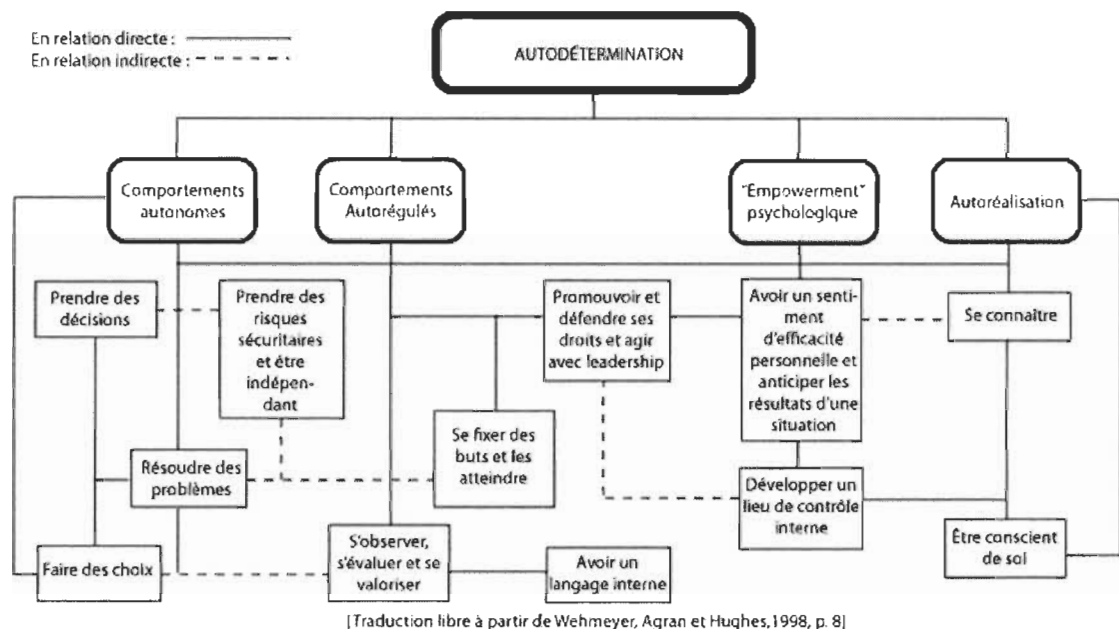 En relation directe :
En relation indirecte :
AUTODÉTERMINATION
Comportements
autonomes
Comportements
Autorégulés
"Empowerment"
psychologique
Autoréalisation
Prendre des
décisions
Prendre des
risques
sécuritaires
et être
indépen-
dant
Promouvoir et
défendre ses
droits et agir
avec leadership
Avoir un senti-
ment
d'efficacité
personnelle et
anticiper les
résultats d'une
situation
Se connaître
Se fixer des
buts et les
atteindre
Résoudre des
problèmes
Développer un
lieu de contrôle
interne
Faire des choix
S'observer,
s'évaluer et se
valoriser
Avoir un
langage interne
Être conscient
de soi
[Traduction libre à partir de Wehmeyer, Agran et Hughes,1998, p. 8]